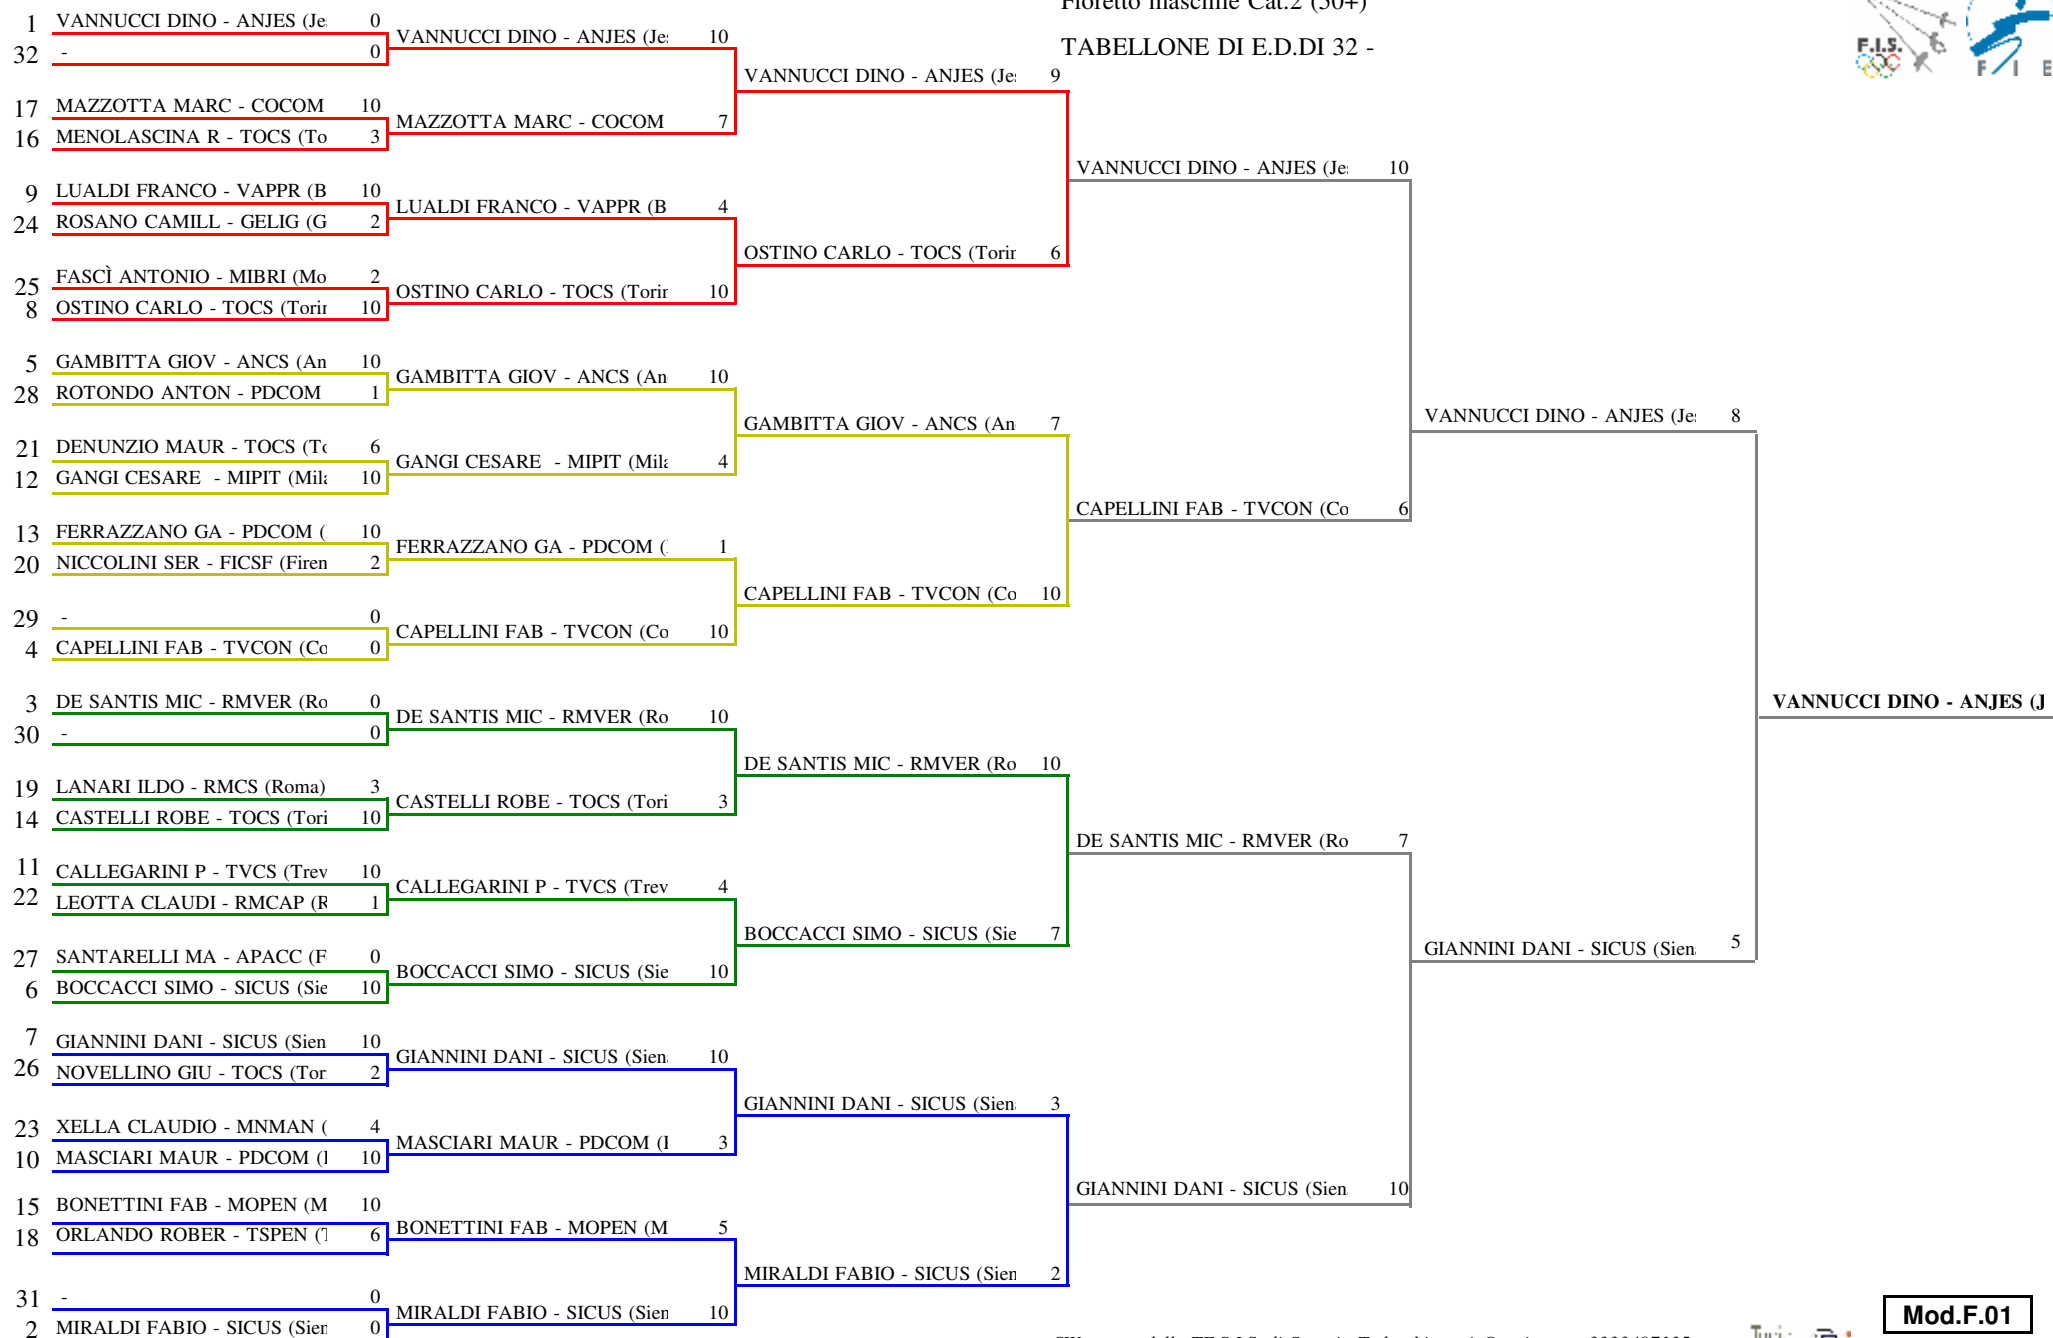 Fioretto maschile Cat.2 (50+)
TABELLONE DI E.D.DI 32 -
F.I.S.
F I E
1 VANNUCCI DINO - ANJES (Je 0
32 - 0
17 MAZZOTTA MARC - COCOM 10
16 MENOLASCINA R - TOCS (To 3
9 LUALDI FRANCO - VAPPR (B 10
24 ROSANO CAMILL - GELIG (G 2
25 FASCÌ ANTONIO - MIBRI (Mo 2
8 OSTINO CARLO - TOCS (Torin 10
5 GAMBITTA GIOV - ANCS (An 10
28 ROTONDO ANTON - PDCOM 1
21 DENUNZIO MAUR - TOCS (To 6
12 GANGI CESARE - MIPIT (Mila 10
13 FERRAZZANO GA - PDCOM ( 10
20 NICCOLINI SER - FICSF (Firen 2
29 - 0
4 CAPELLINI FAB - TVCON (Co 0
3 DE SANTIS MIC - RMVER (Ro 0
30 - 0
19 LANARI ILDO - RMCS (Roma) 3
14 CASTELLI ROBE - TOCS (Tori 10
11 CALLEGARINI P - TVCS (Trev 10
22 LEOTTA CLAUDI - RMCAP (R 1
27 SANTARELLI MA - APACC (F 0
6 BOCCACCI SIMO - SICUS (Sie 10
7 GIANNINI DANI - SICUS (Sien 10
26 NOVELLINO GIU - TOCS (Tor 2
23 XELLA CLAUDIO - MNMAN ( 4
10 MASCIARI MAUR - PDCOM ( 10
15 BONETTINI FAB - MOPEN (M 10
18 ORLANDO ROBER - TSPEN (T 6
31 - 0
2 MIRALDI FABIO - SICUS (Sien 0
VANNUCCI DINO - ANJES (Jes 10
MAZZOTTA MARC - COCOM 7
LUALDI FRANCO - VAPPR (B 4
OSTINO CARLO - TOCS (Torin 10
GAMBITTA GIOV - ANCS (An 10
GANGI CESARE - MIPIT (Mila 4
FERRAZZANO GA - PDCOM ( 1
CAPELLINI FAB - TVCON (Co 10
DE SANTIS MIC - RMVER (Ro 10
CASTELLI ROBE - TOCS (Tori 3
CALLEGARINI P - TVCS (Trev 4
BOCCACCI SIMO - SICUS (Sie 10
GIANNINI DANI - SICUS (Sien 10
MASCIARI MAUR - PDCOM ( 3
BONETTINI FAB - MOPEN (M 5
MIRALDI FABIO - SICUS (Sien 10
VANNUCCI DINO - ANJES (Jes 9
OSTINO CARLO - TOCS (Torin 6
GAMBITTA GIOV - ANCS (An 7
CAPELLINI FAB - TVCON (Co 10
DE SANTIS MIC - RMVER (Ro 10
BOCCACCI SIMO - SICUS (Sie 7
GIANNINI DANI - SICUS (Sien 3
MIRALDI FABIO - SICUS (Sien 2
VANNUCCI DINO - ANJES (Jes 10
CAPELLINI FAB - TVCON (Co 6
DE SANTIS MIC - RMVER (Ro 7
GIANNINI DANI - SICUS (Sien 10
VANNUCCI DINO - ANJES (Jes 8
GIANNINI DANI - SICUS (Sien 5
VANNUCCI DINO - ANJES (J
Mod.F.01